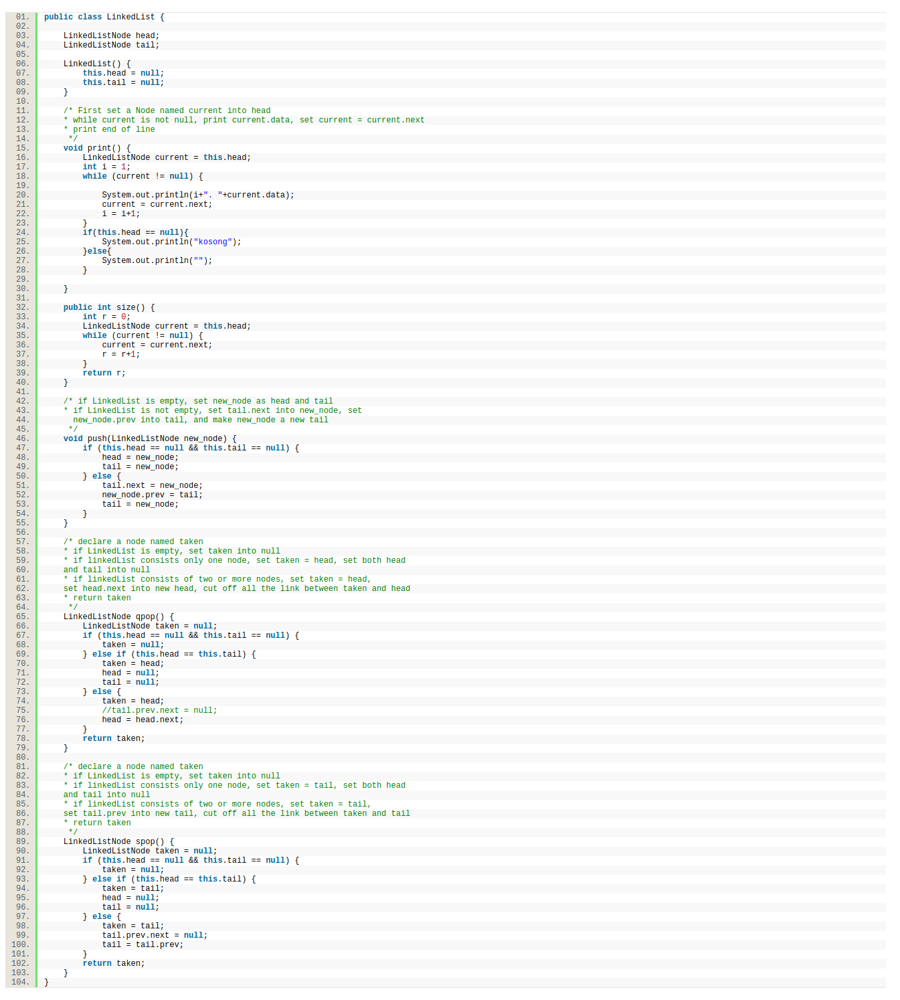 01. public class LinkedList {
02.
03.     LinkedListNode head;
04.     LinkedListNode tail;
05.
06.     LinkedList() {
07.         this.head = null;
08.         this.tail = null;
09.     }
10.
11.     /* First set a Node named current into head
12.     * while current is not null, print current.data, set current = current.next
13.     * print end of line
14.      */
15.     void print() {
16.         LinkedListNode current = this.head;
17.         int i = 1;
18.         while (current != null) {
19.
20.             System.out.println(i+". "+current.data);
21.             current = current.next;
22.             i = i+1;
23.         }
24.         if(this.head == null){
25.             System.out.println("kosong");
26.         }else{
27.             System.out.println("");
28.         }
29.
30.     }
31.
32.     public int size() {
33.         int r = 0;
34.         LinkedListNode current = this.head;
35.         while (current != null) {
36.             current = current.next;
37.             r = r+1;
38.         }
39.         return r;
40.     }
41.
42.     /* if LinkedList is empty, set new_node as head and tail
43.     * if LinkedList is not empty, set tail.next into new_node, set
44.       new_node.prev into tail, and make new_node a new tail
45.      */
46.     void push(LinkedListNode new_node) {
47.         if (this.head == null && this.tail == null) {
48.             head = new_node;
49.             tail = new_node;
50.         } else {
51.             tail.next = new_node;
52.             new_node.prev = tail;
53.             tail = new_node;
54.         }
55.     }
56.
57.     /* declare a node named taken
58.     * if LinkedList is empty, set taken into null
59.     * if linkedList consists only one node, set taken = head, set both head
60.     and tail into null
61.     * if linkedList consists of two or more nodes, set taken = head,
62.     set head.next into new head, cut off all the link between taken and head
63.     * return taken
64.      */
65.     LinkedListNode qpop() {
66.         LinkedListNode taken = null;
67.         if (this.head == null && this.tail == null) {
68.             taken = null;
69.         } else if (this.head == this.tail) {
70.             taken = head;
71.             head = null;
72.             tail = null;
73.         } else {
74.             taken = head;
75.             //tail.prev.next = null;
76.             head = head.next;
77.         }
78.         return taken;
79.     }
80.
81.     /* declare a node named taken
82.     * if LinkedList is empty, set taken into null
83.     * if linkedList consists only one node, set taken = tail, set both head
84.     and tail into null
85.     * if linkedList consists of two or more nodes, set taken = tail,
86.     set tail.prev into new tail, cut off all the link between taken and tail
87.     * return taken
88.      */
89.     LinkedListNode spop() {
90.         LinkedListNode taken = null;
91.         if (this.head == null && this.tail == null) {
92.             taken = null;
93.         } else if (this.head == this.tail) {
94.             taken = tail;
95.             head = null;
96.             tail = null;
97.         } else {
98.             taken = tail;
99.             tail.prev.next = null;
100.             tail = tail.prev;
101.         }
102.         return taken;
103.     }
104. }